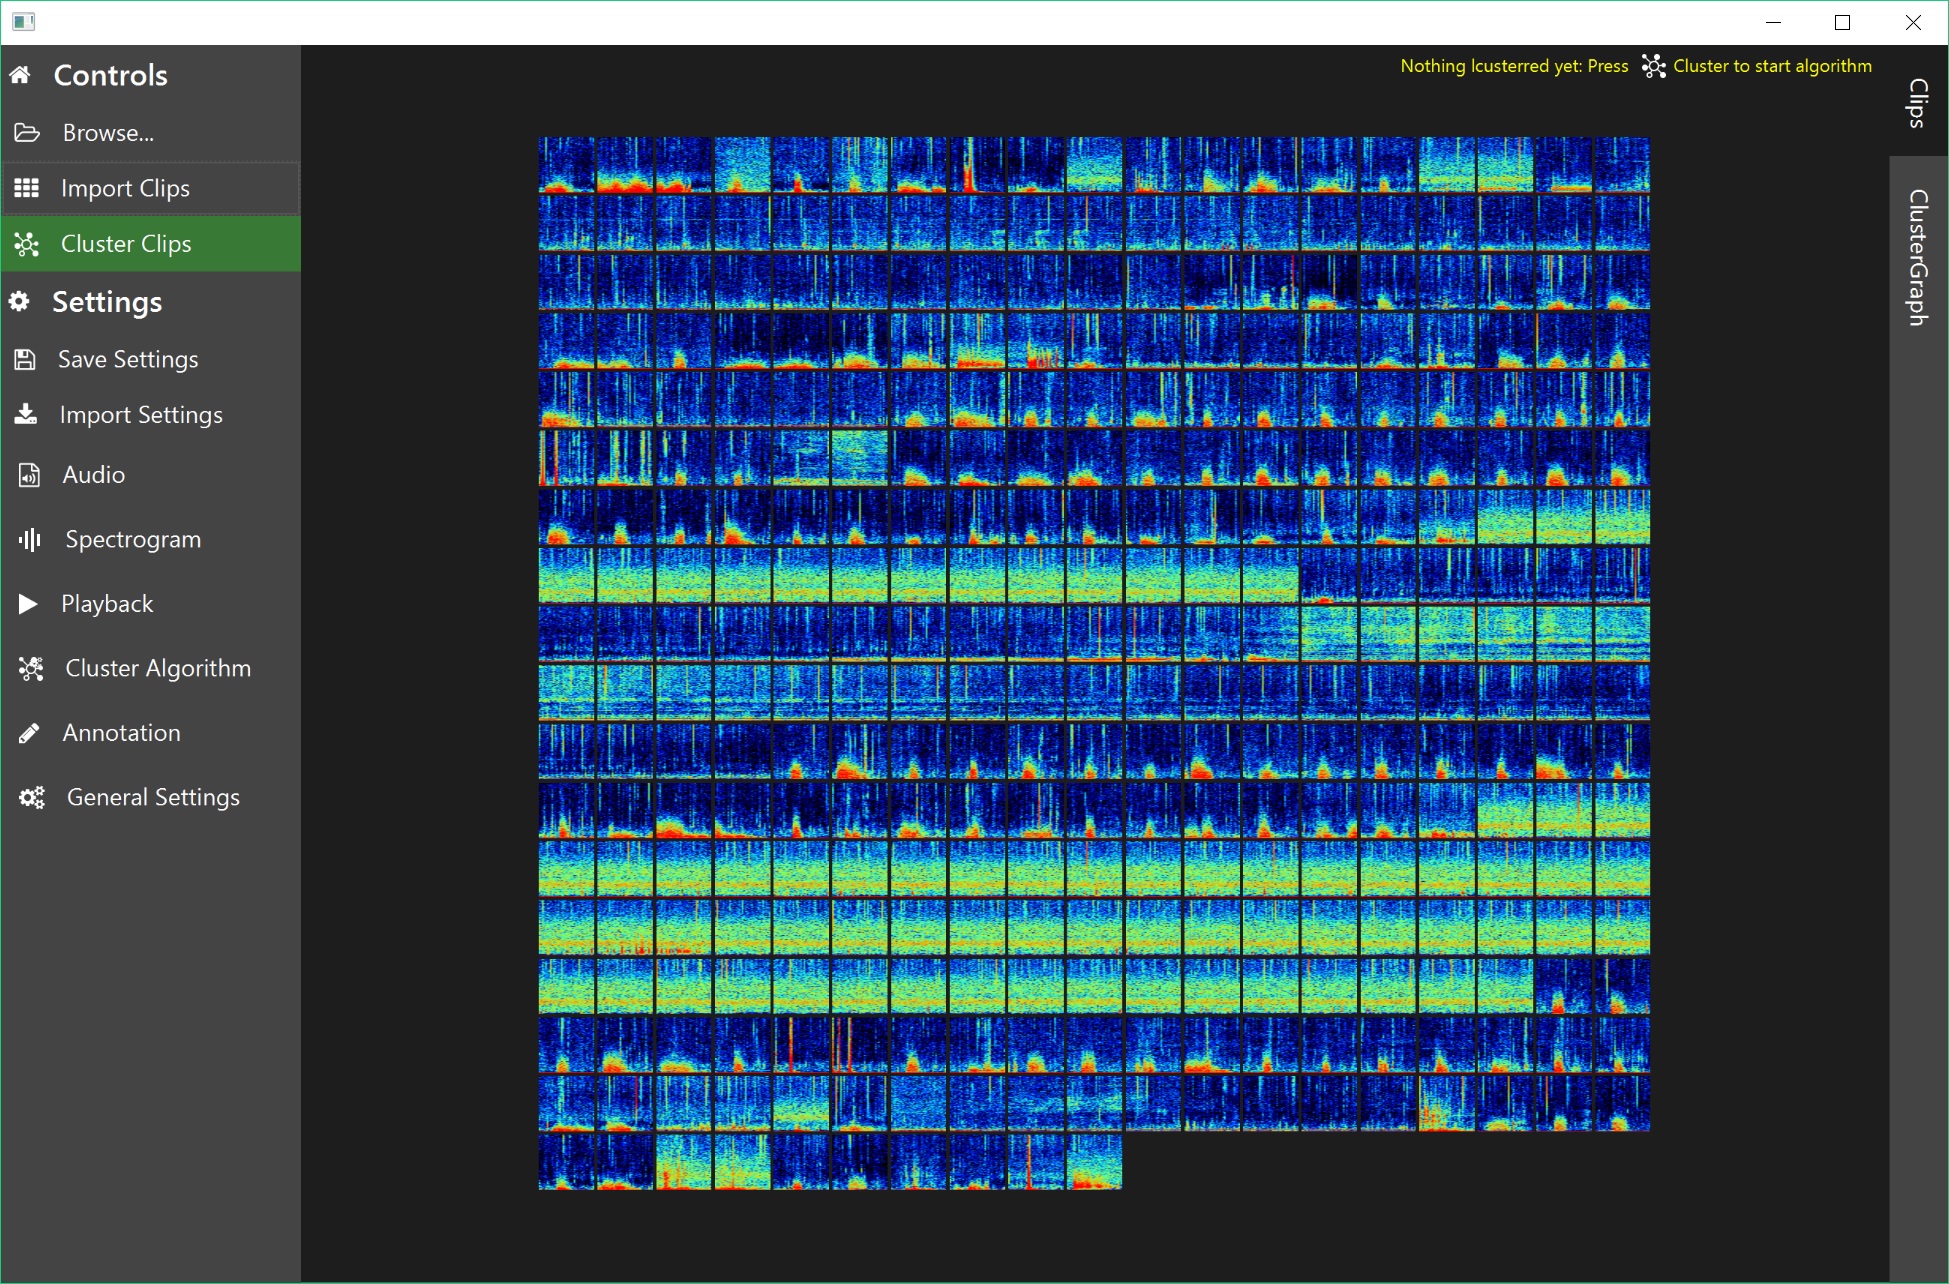 Controls
Browse...
Import Clips
Cluster Clips
Settings
Save Settings
Import Settings
Audio
Spectrogram
Playback
Cluster Algorithm
Annotation
General Settings
Nothing lcusterred yet: Press Cluster to start algorithm
Clips
ClusterGraph